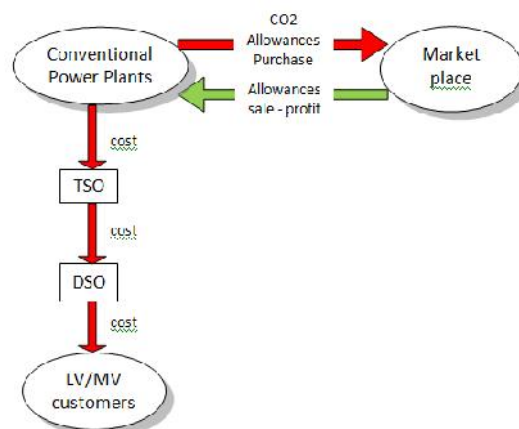 CO2
Allowances
Purchase
Conventional
Power Plants
Market
place
Allowances
sale - profit
cost
TSO
cost
DSO
cost
LV/MV
customers